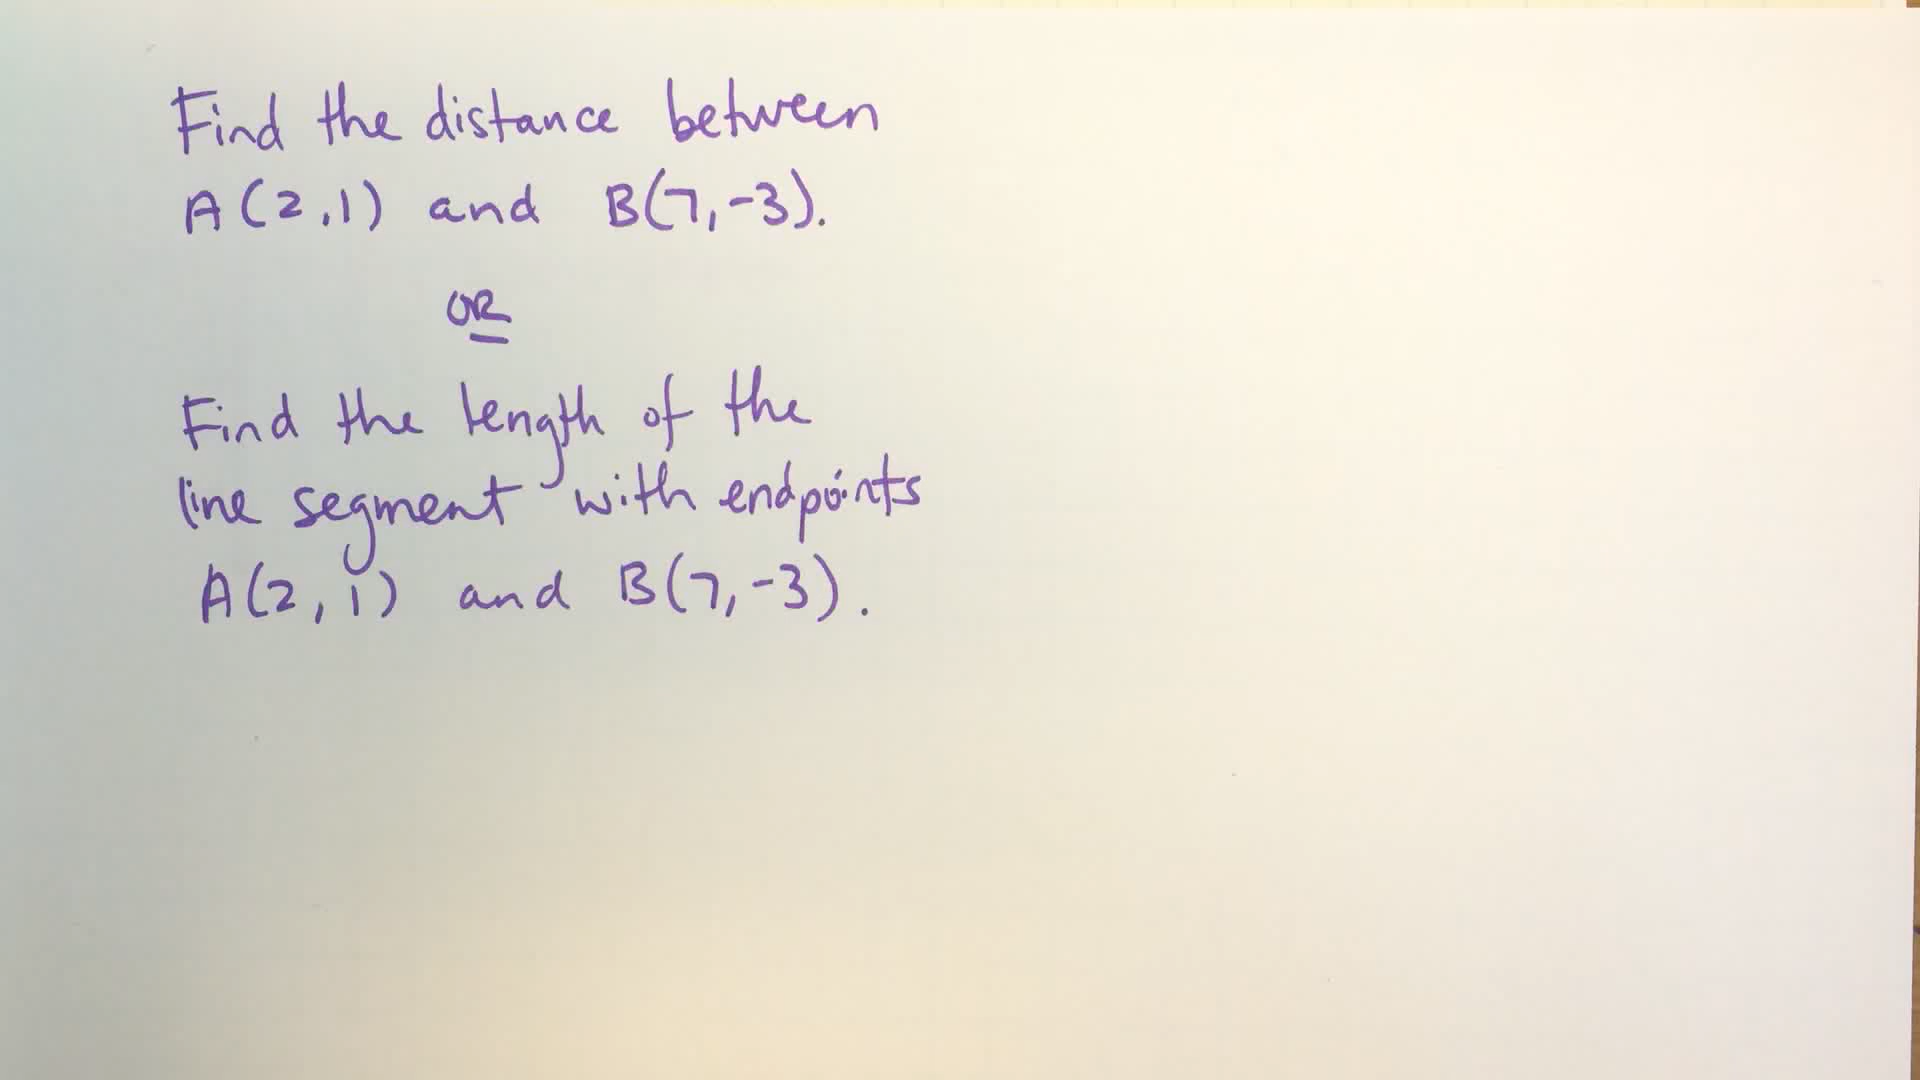 Find the distance between
A(2,1) and B(7,-3).
OR
Find the length of the
line segment with endpoints
A(2,1) and B(7,-3).